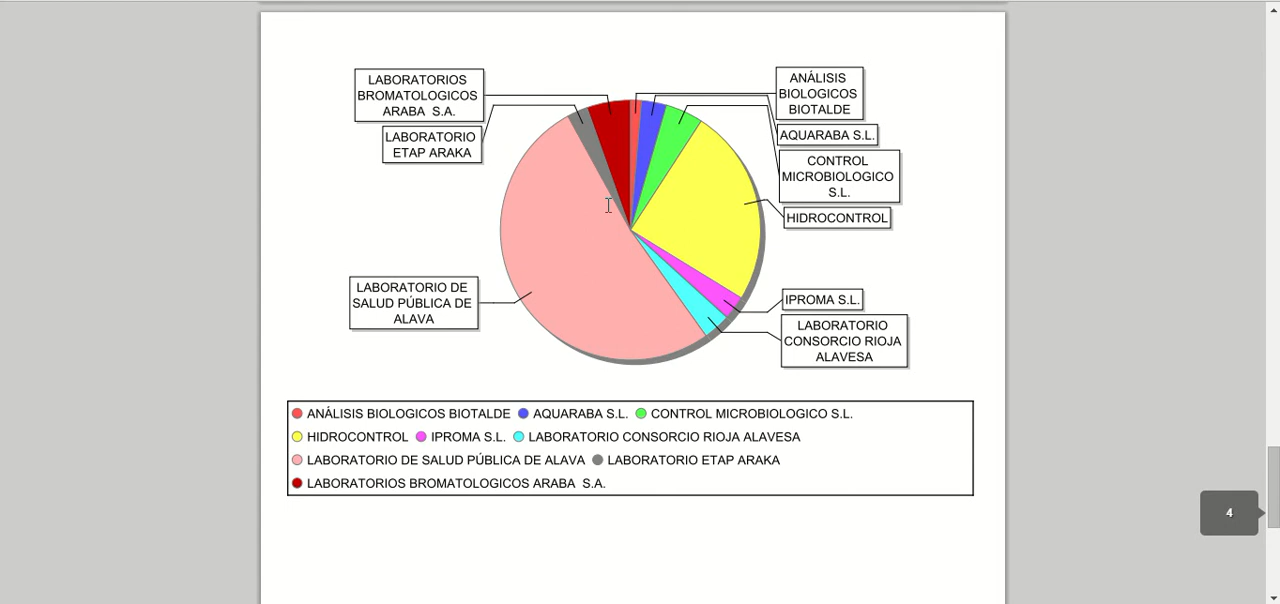 LABORATORIOS
BROMATOLOGICOS
ARABA  S.A.
LABORATORIO
ETAP ARAKA
LABORATORIO DE
SALUD PÚBLICA DE
ALAVA
ANÁLISIS
BIOLOGICOS
BIOTALDE
AQUARABA S.L.
CONTROL
MICROBIOLOGICO
S.L.
HIDROCONTROL
IPROMA S.L.
LABORATORIO
CONSORCIO RIOJA
ALAVESA
ANÁLISIS BIOLOGICOS BIOTALDE AQUARABA S.L. CONTROL MICROBIOLOGICO S.L.
HIDROCONTROL IPROMA S.L. LABORATORIO CONSORCIO RIOJA ALAVESA
LABORATORIO DE SALUD PÚBLICA DE ALAVA LABORATORIO ETAP ARAKA
LABORATORIOS BROMATOLOGICOS ARABA  S.A.
4